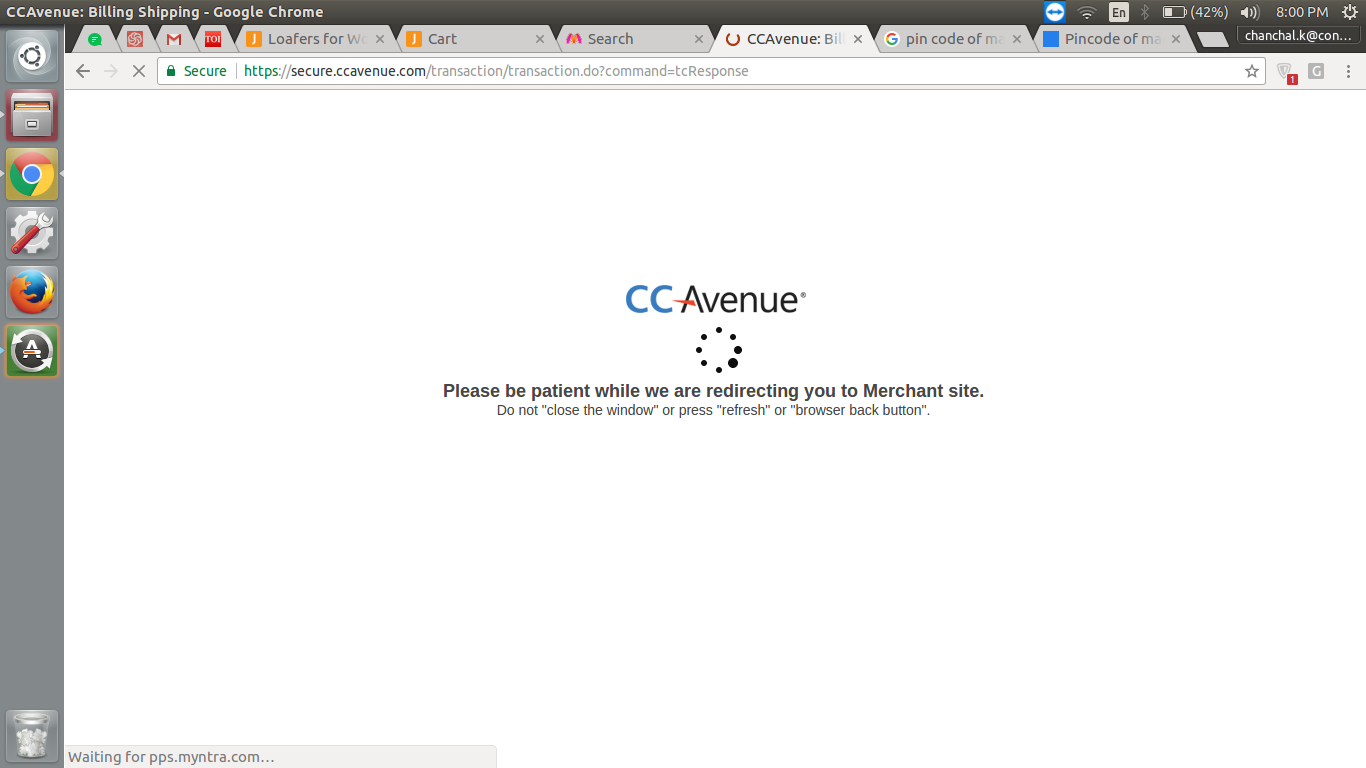 CCAvenue: Billing Shipping - Google Chrome
En
(42%)
8:00 PM
TOI
J Loafers for Wo
J Cart
Search
CCAvenue: Bill
G pin code of ma
Pincode of ma
chanchal.k@con...
Secure
https://secure.ccavenue.com/transaction/transaction.do?command=tcResponse
1
G
A
CCAvenue®
Please be patient while we are redirecting you to Merchant site.
Do not "close the window" or press "refresh" or "browser back button".
Waiting for pps.myntra.com…